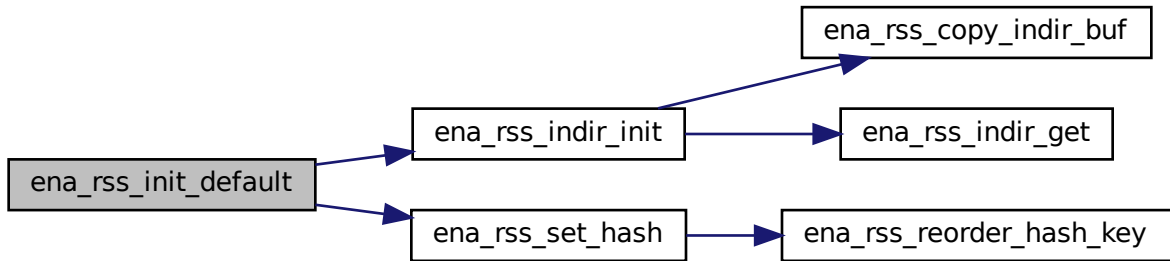 ena_rss_copy_indir_buf
ena_rss_indir_init
ena_rss_indir_get
ena_rss_init_default
ena_rss_set_hash
ena_rss_reorder_hash_key